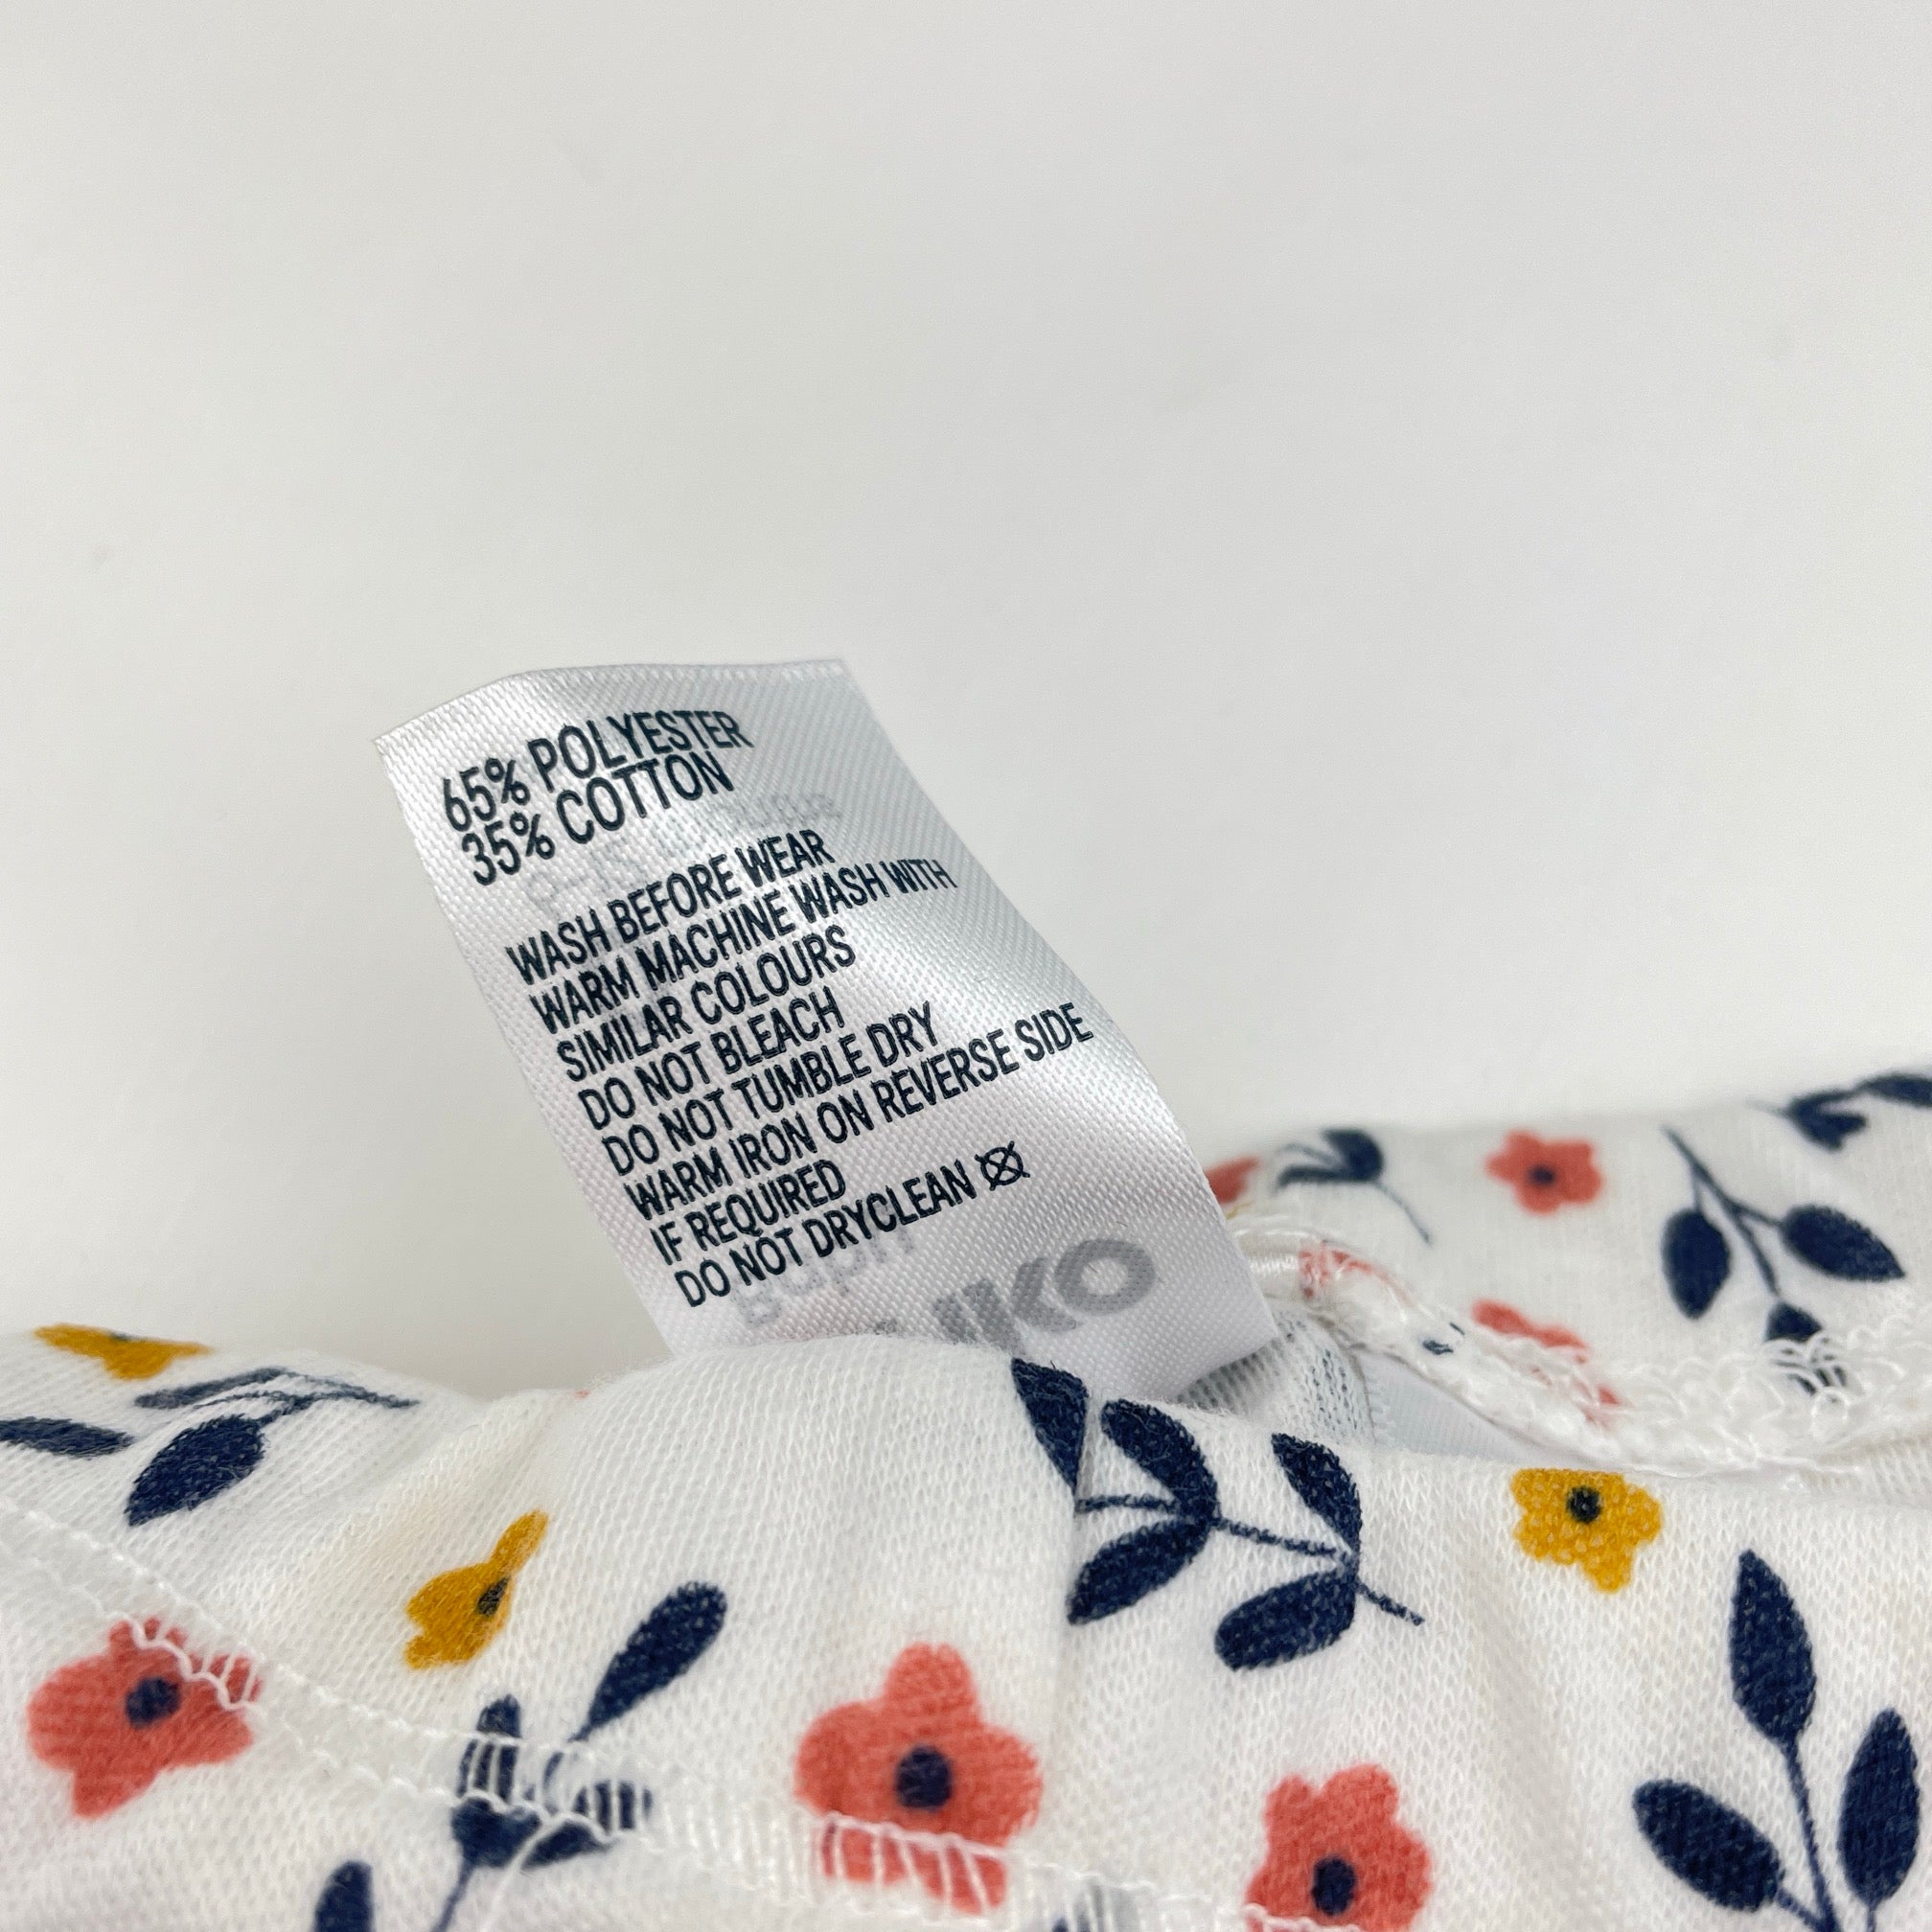 65% POLYESTER
35% COTTON
WASH BEFORE WEAR
WARM MACHINE WASH WITH
SIMILAR COLOURS
DO NOT BLEACH
DO NOT TUMBLE DRY
WARM IRON ON REVERSE SIDE
IF REQUIRED
DO NOT DRYCLEAN